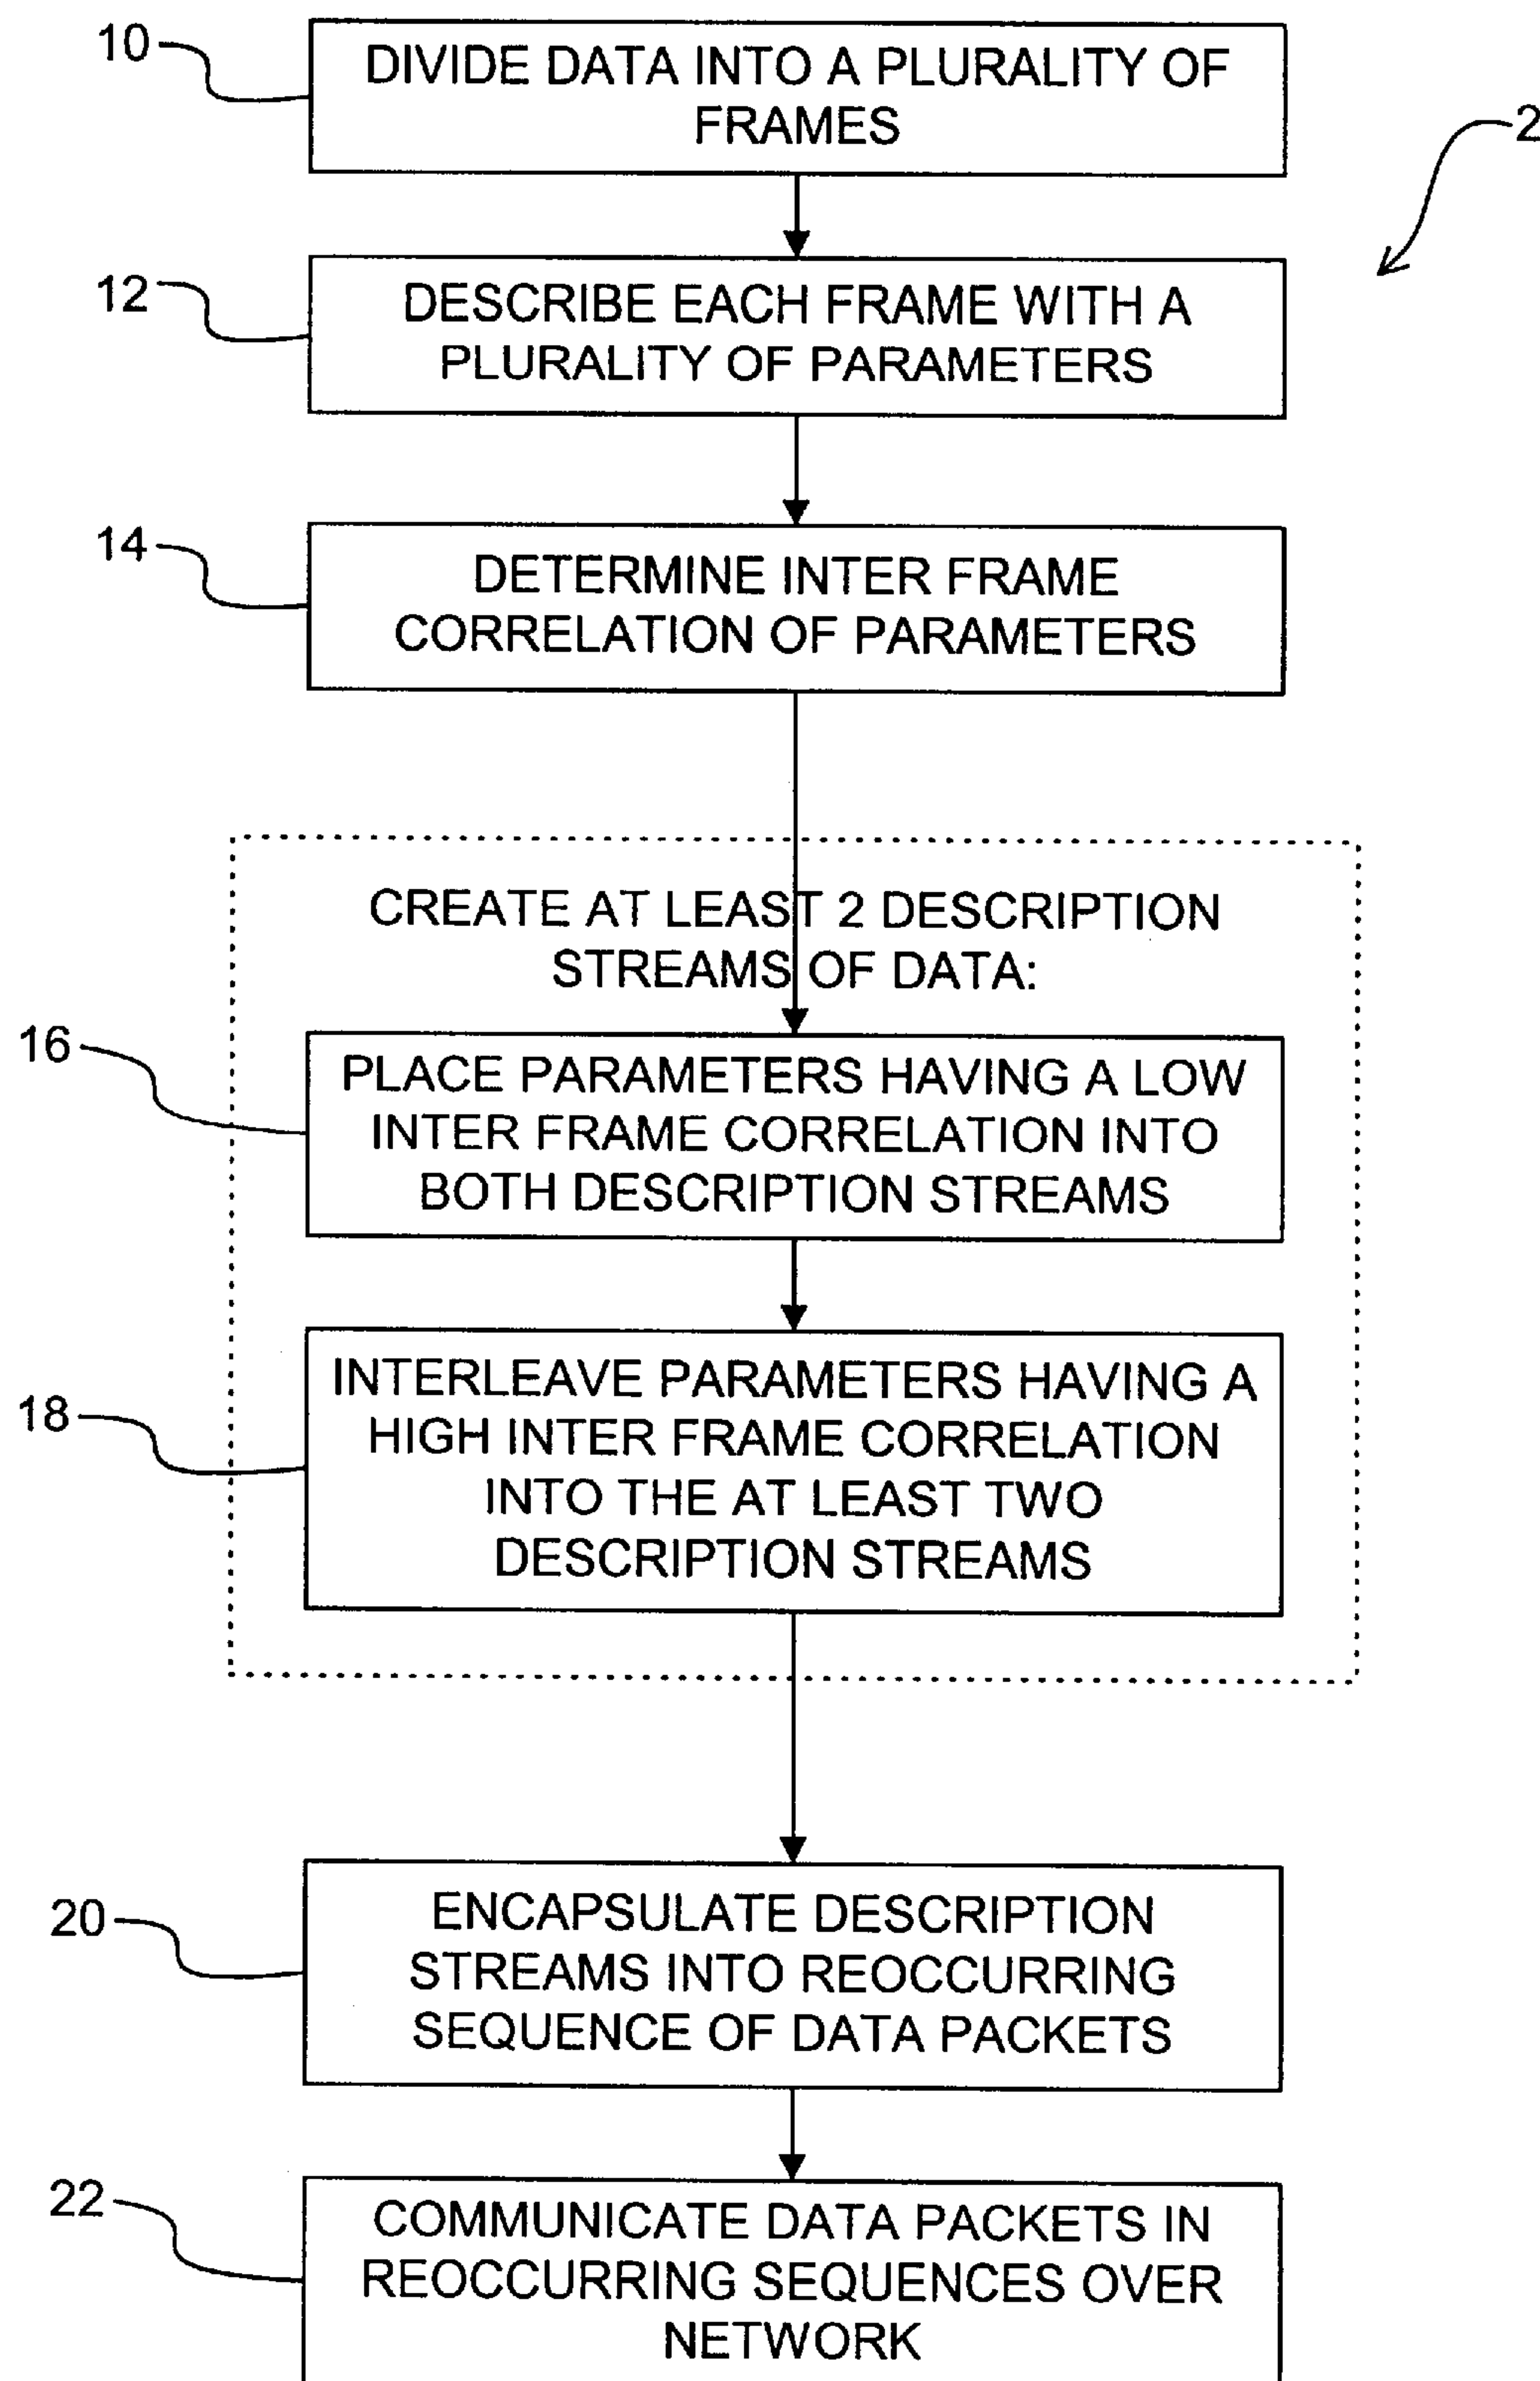 10
DIVIDE DATA INTO A PLURALITY OF
FRAMES
2
12
DESCRIBE EACH FRAME WITH A
PLURALITY OF PARAMETERS
14
DETERMINE INTER FRAME
CORRELATION OF PARAMETERS
CREATE AT LEAST 2 DESCRIPTION
STREAMS OF DATA:
16
PLACE PARAMETERS HAVING A LOW
INTER FRAME CORRELATION INTO
BOTH DESCRIPTION STREAMS
18
INTERLEAVE PARAMETERS HAVING A
HIGH INTER FRAME CORRELATION
INTO THE AT LEAST TWO
DESCRIPTION STREAMS
20
ENCAPSULATE DESCRIPTION
STREAMS INTO REOCCURRING
SEQUENCE OF DATA PACKETS
22
COMMUNICATE DATA PACKETS IN
REOCCURRING SEQUENCES OVER
NETWORK